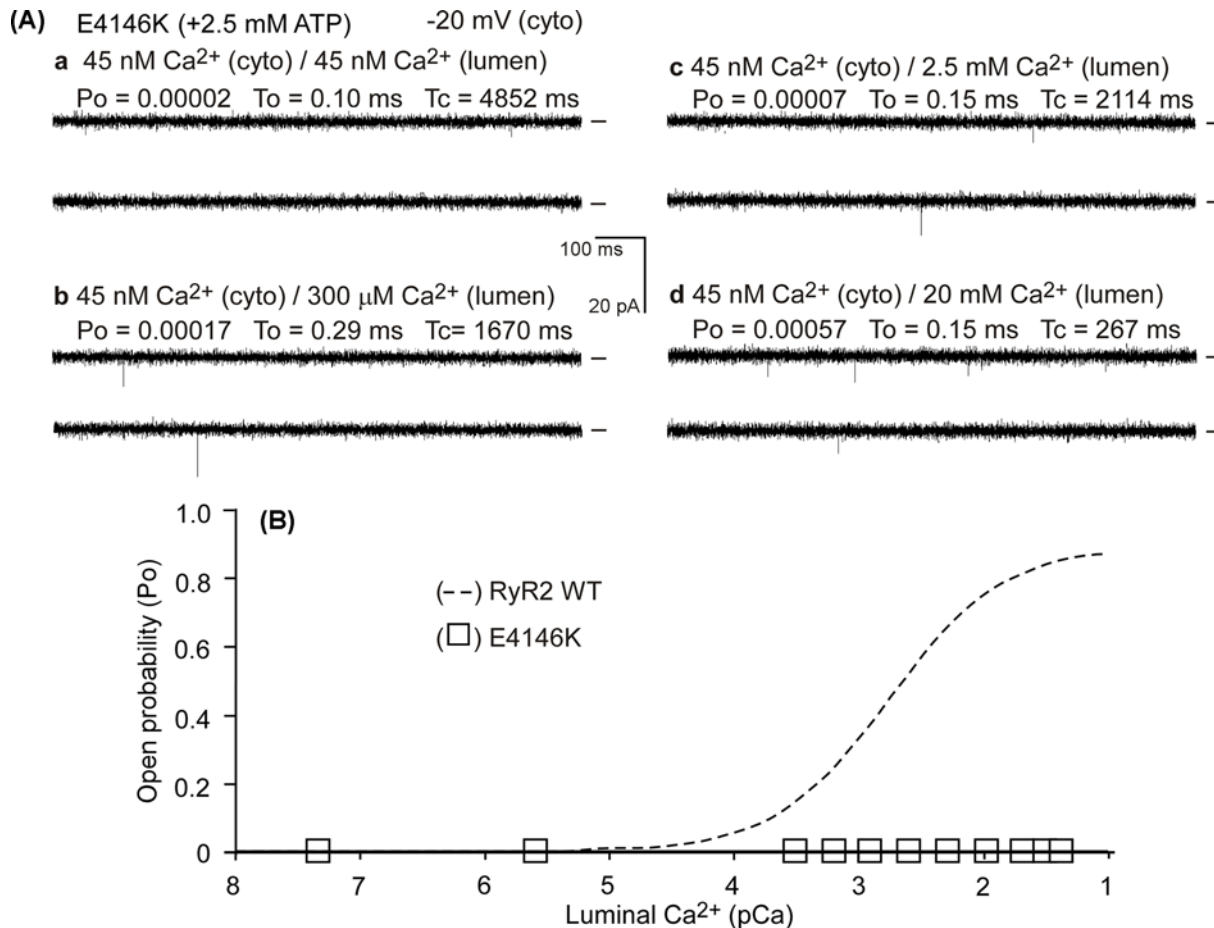 (A) E4146K (+2.5 mM ATP) -20 mV (cyto)
a 45 nM Ca²⁺ (cyto) / 45 nM Ca²⁺ (lumen)
Po = 0.00002 To = 0.10 ms Tc = 4852 ms
c 45 nM Ca²⁺ (cyto) / 2.5 mM Ca²⁺ (lumen)
Po = 0.00007 To = 0.15 ms Tc = 2114 ms
100 ms
20 pA
b 45 nM Ca²⁺ (cyto) / 300 μM Ca²⁺ (lumen)
Po = 0.00017 To = 0.29 ms Tc= 1670 ms
d 45 nM Ca²⁺ (cyto) / 20 mM Ca²⁺ (lumen)
Po = 0.00057 To = 0.15 ms Tc = 267 ms
(B)
Open probability (Po)
1.0
0.8
0.6
0.4
0.2
0
(--) RyR2 WT
(□) E4146K
8 7 6 5 4 3 2 1
Luminal Ca²⁺ (pCa)